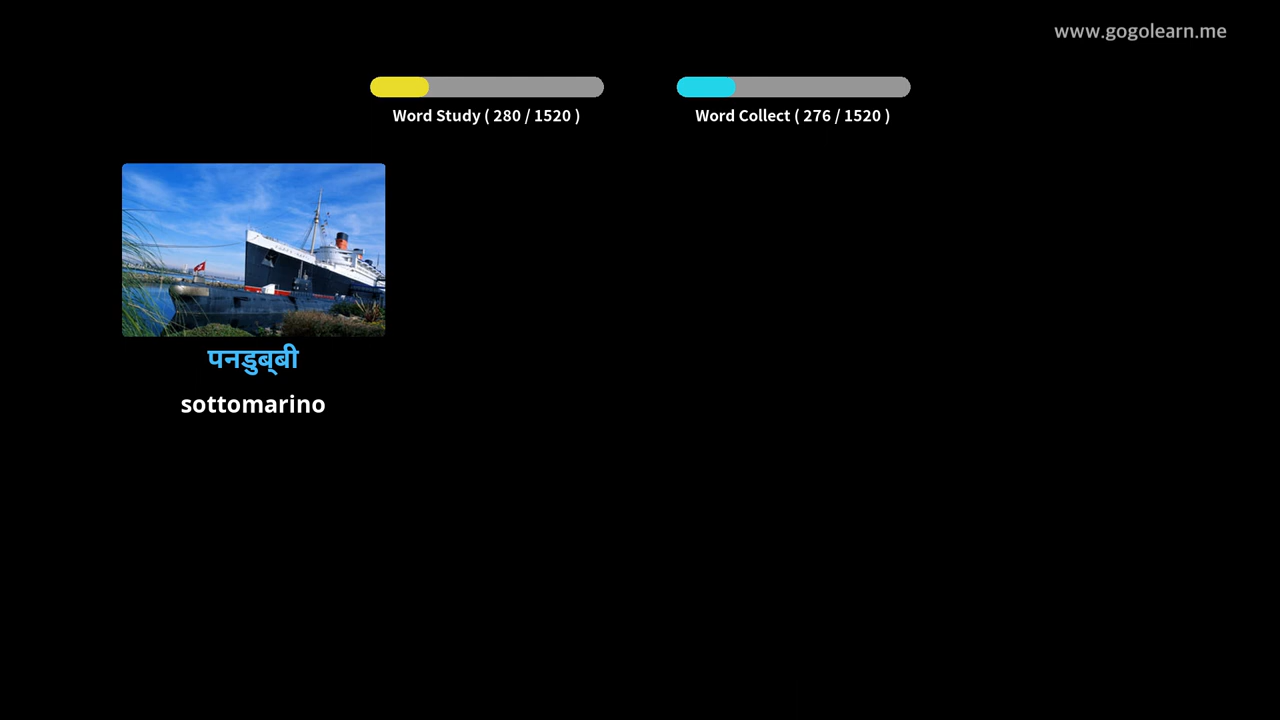 www.gogolearn.me
Word Study ( 280 / 1520 )
Word Collect ( 276 / 1520 )
पनडुब्बी
sottomarino